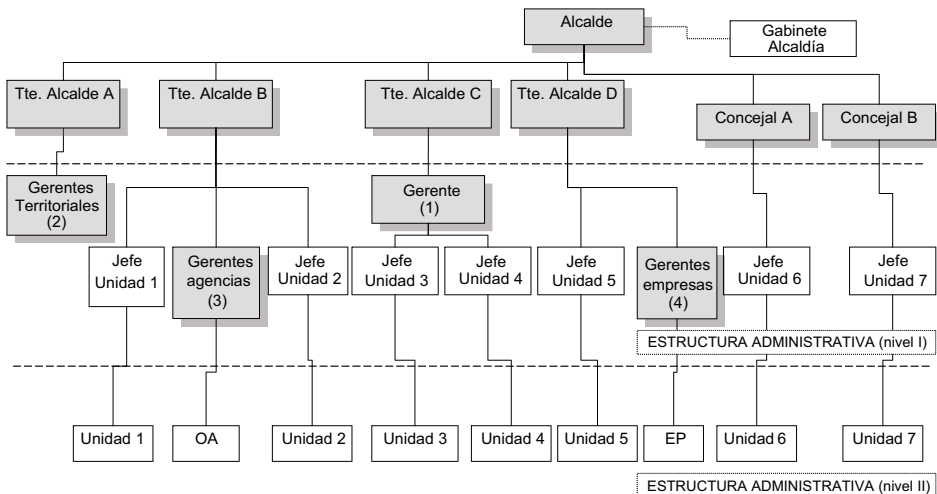 Alcalde
Gabinete
Alcaldía
Tte. Alcalde A
Tte. Alcalde B
Tte. Alcalde C
Tte. Alcalde D
Concejal A
Concejal B
Gerentes
Territoriales
(2)
Gerente
(1)
Jefe
Unidad 1
Gerentes
agencias
(3)
Jefe
Unidad 2
Jefe
Unidad 3
Jefe
Unidad 4
Jefe
Unidad 5
Gerentes
empresas
(4)
Jefe
Unidad 6
Jefe
Unidad 7
ESTRUCTURA ADMINISTRATIVA (nivel I)
Unidad 1
OA
Unidad 2
Unidad 3
Unidad 4
Unidad 5
EP
Unidad 6
Unidad 7
ESTRUCTURA ADMINISTRATIVA (nivel II)